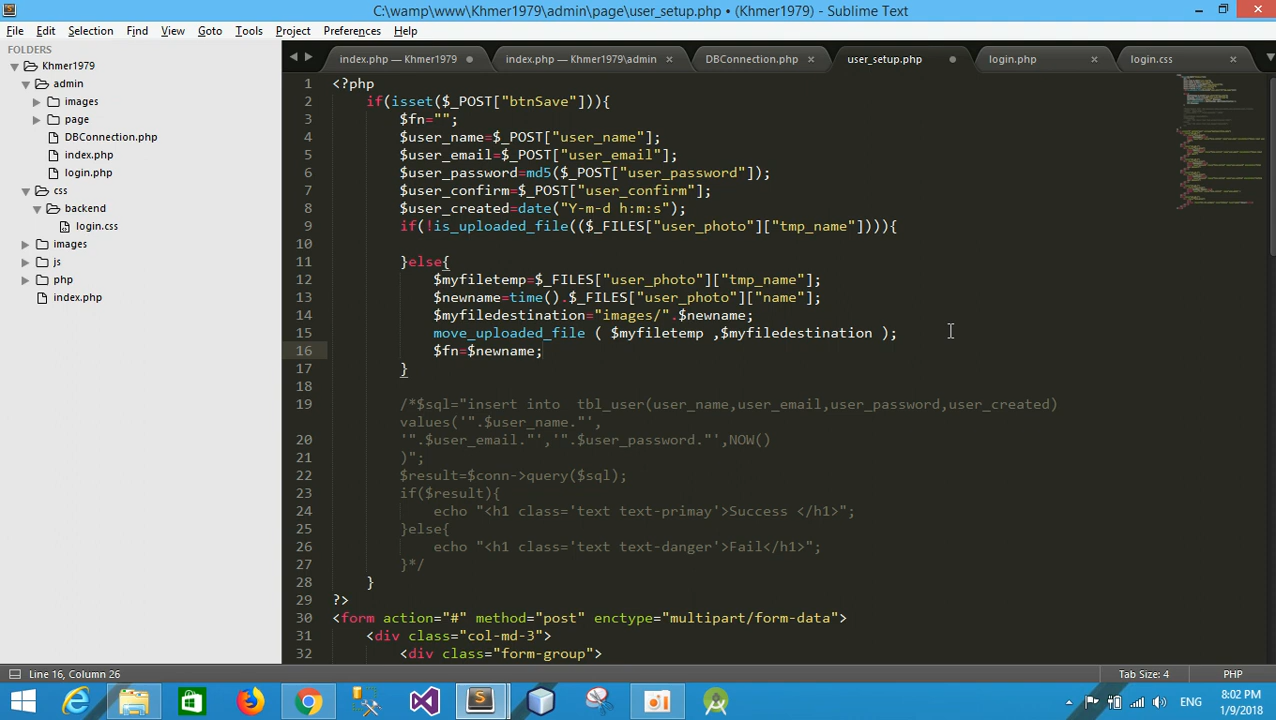 C:\wamp\www\Khmer1979\admin\page\user_setup.php • (Khmer1979) - Sublime Text
File Edit Selection Find View Goto Tools Project Preferences Help
FOLDERS
Khmer1979
admin
images
page
DBConnection.php
index.php
login.php
css
backend
login.css
images
js
php
index.php
index.php — Khmer1979
index.php — Khmer1979\admin
DBConnection.php
user_setup.php
login.php
login.css
1 <?php
2 if(isset($_POST["btnSave"])){
3 $fn="";
4 $user_name=$_POST["user_name"];
5 $user_email=$_POST["user_email"];
6 $user_password=md5($_POST["user_password"]);
7 $user_confirm=$_POST["user_confirm"];
8 $user_created=date("Y-m-d h:m:s");
9 if(!is_uploaded_file(($_FILES["user_photo"]["tmp_name"]))){
10
11 }else{
12 $myfiletemp=$_FILES["user_photo"]["tmp_name"];
13 $newname=time().$_FILES["user_photo"]["name"];
14 $myfiledestination="images/".$newname;
15 move_uploaded_file ( $myfiletemp ,$myfiledestination );
16 $fn=$newname;
17 }
18
19 /*$sql="insert into  tbl_user(user_name,user_email,user_password,user_created)
values('".$user_name."',
20 '".$user_email."','".$user_password."',NOW()
21 )";
22 $result=$conn->query($sql);
23 if($result){
24 echo "<h1 class='text text-primay'>Success </h1>";
25 }else{
26 echo "<h1 class='text text-danger'>Fail</h1>";
27 }*/
28 }
29 ?>
30 <form action="#" method="post" enctype="multipart/form-data">
31 <div class="col-md-3">
32 <div class="form-group">
Line 16, Column 26
Tab Size: 4
PHP
ENG
8:02 PM
1/9/2018